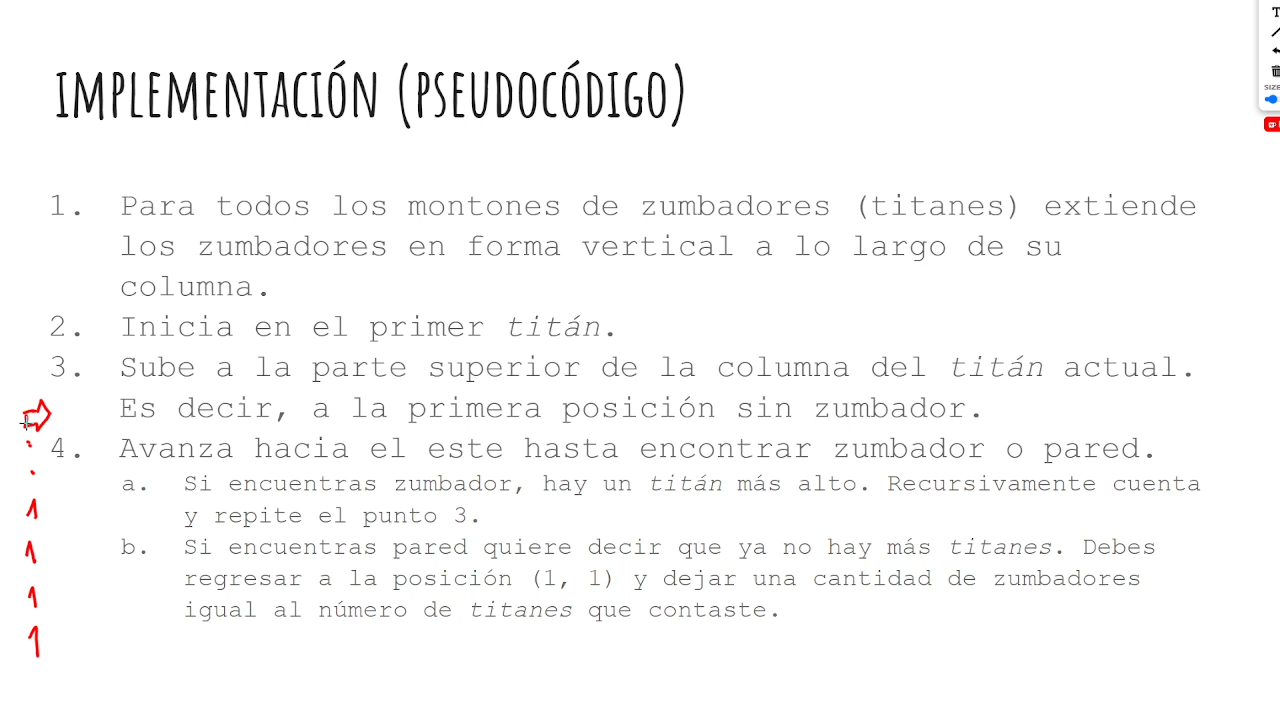 IMPLEMENTACIÓN (PSEUDOCÓDIGO)
1. Para todos los montones de zumbadores (titanes) extiende
los zumbadores en forma vertical a lo largo de su
columna.
2. Inicia en el primer titán.
3. Sube a la parte superior de la columna del titán actual.
Es decir, a la primera posición sin zumbador.
4. Avanza hacia el este hasta encontrar zumbador o pared.
a. Si encuentras zumbador, hay un titán más alto. Recursivamente cuenta
y repite el punto 3.
b. Si encuentras pared quiere decir que ya no hay más titanes. Debes
regresar a la posición (1, 1) y dejar una cantidad de zumbadores
igual al número de titanes que contaste.
1
1
1
1
T
SIZE